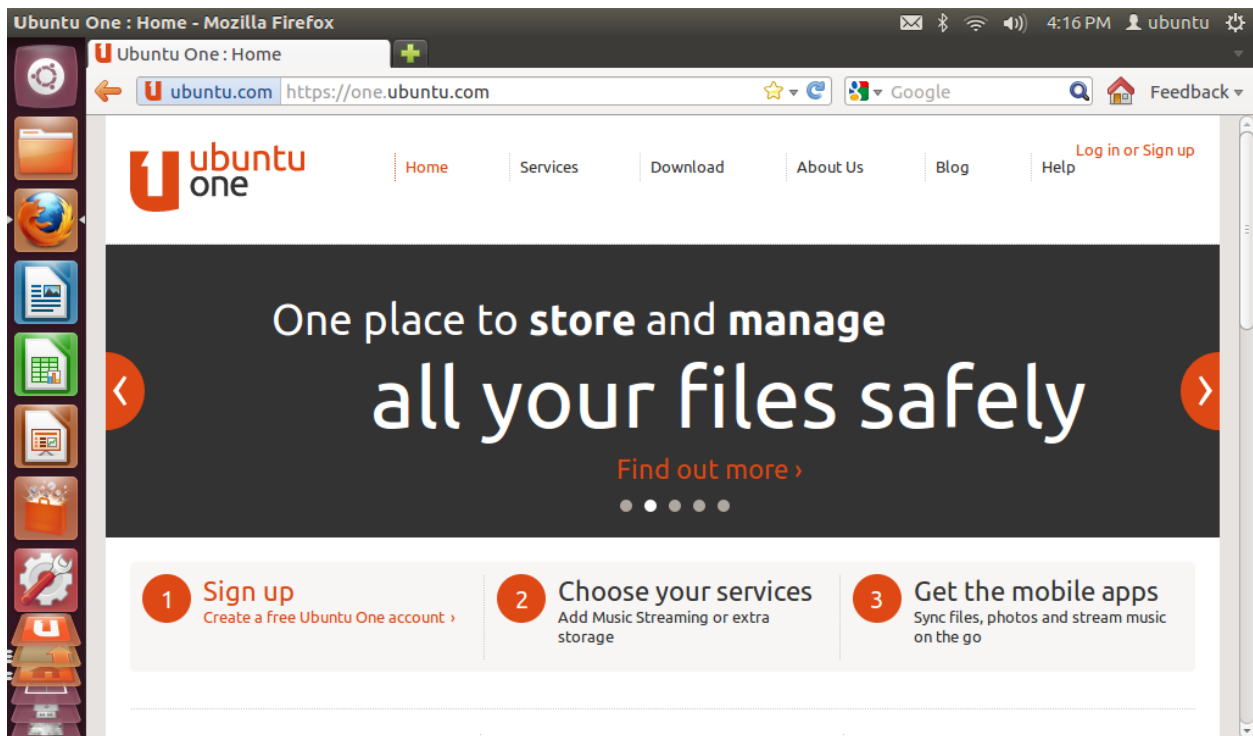 Ubuntu One : Home - Mozilla Firefox
4:16 PM ubuntu
Ubuntu One : Home
ubuntu.com https://one.ubuntu.com
Google
Feedback
ubuntu
one
Home Services Download About Us Blog Help
Log in or Sign up
One place to store and manage
all your files safely
Find out more ›
1 Sign up
Create a free Ubuntu One account ›
2 Choose your services
Add Music Streaming or extra
storage
3 Get the mobile apps
Sync files, photos and stream music
on the go